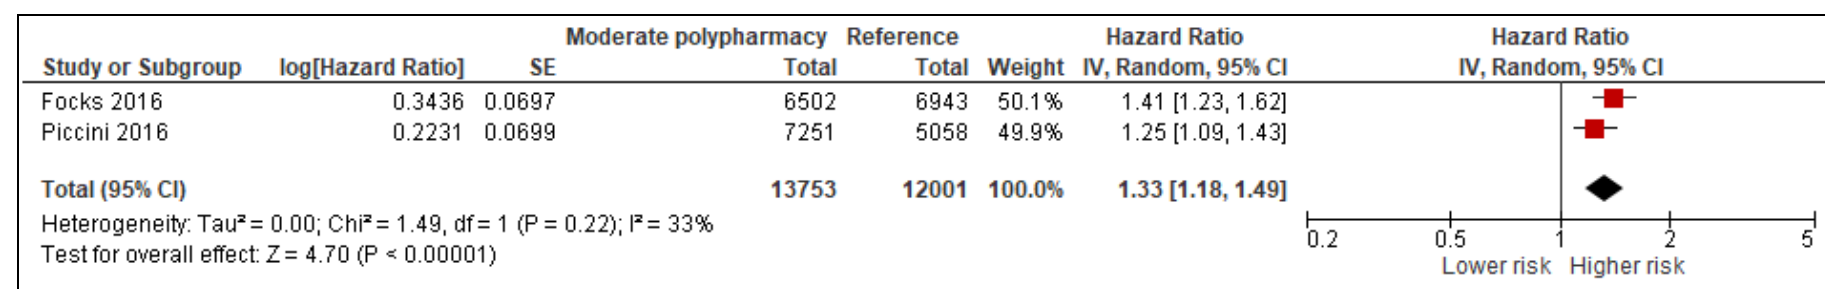 Moderate polypharmacy Reference Hazard Ratio Hazard Ratio
Study or Subgroup log[Hazard Ratio] SE Total Total Weight IV, Random, 95% CI IV, Random, 95% CI
Focks 2016 0.3436 0.0697 6502 6943 50.1% 1.41 [1.23, 1.62]
Piccini 2016 0.2231 0.0699 7251 5058 49.9% 1.25 [1.09, 1.43]
Total (95% CI) 13753 12001 100.0% 1.33 [1.18, 1.49]
Heterogeneity: Tau² = 0.00; Chi² = 1.49, df = 1 (P = 0.22); I² = 33%
Test for overall effect: Z = 4.70 (P < 0.00001)
0.2 0.5 1 2 5
Lower risk Higher risk